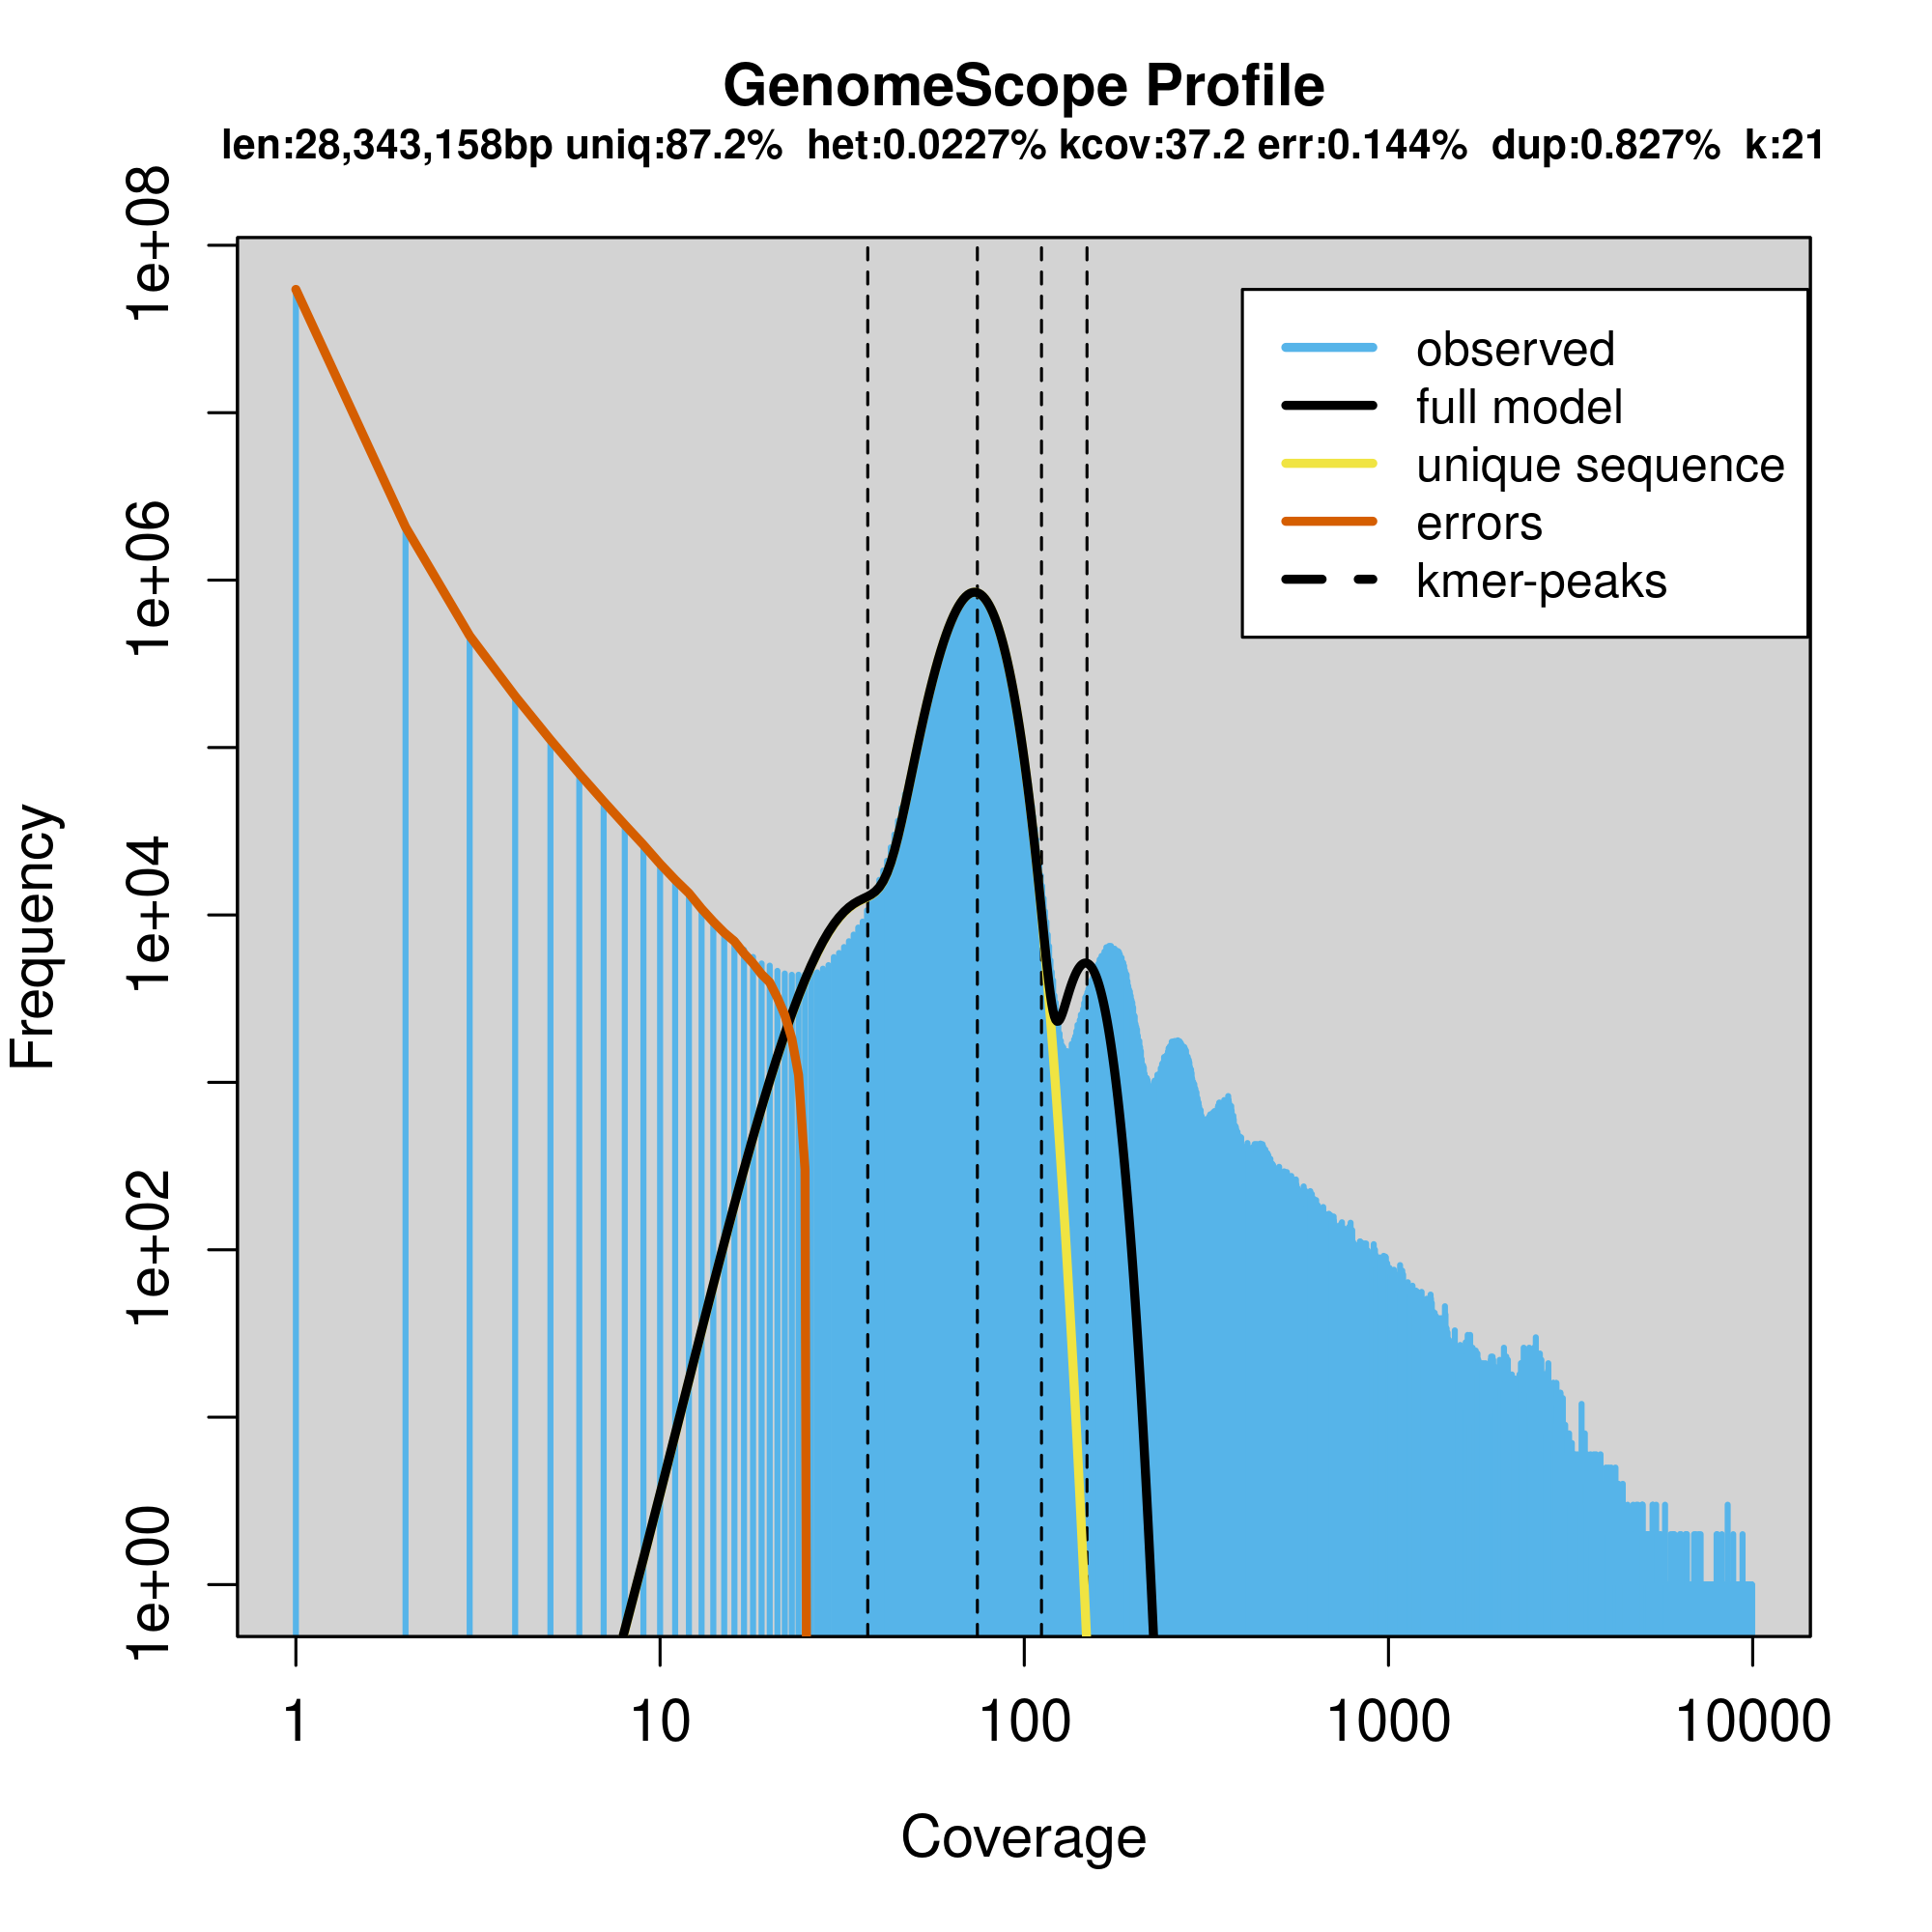 GenomeScope Profile
len:28,343,158bp uniq:87.2% het:0.0227% kcov:37.2 err:0.144% dup:0.827% k:21
1e+08
1e+06
1e+04
1e+02
1e+00
Frequency
observed
full model
unique sequence
errors
kmer-peaks
1 10 100 1000 10000
Coverage